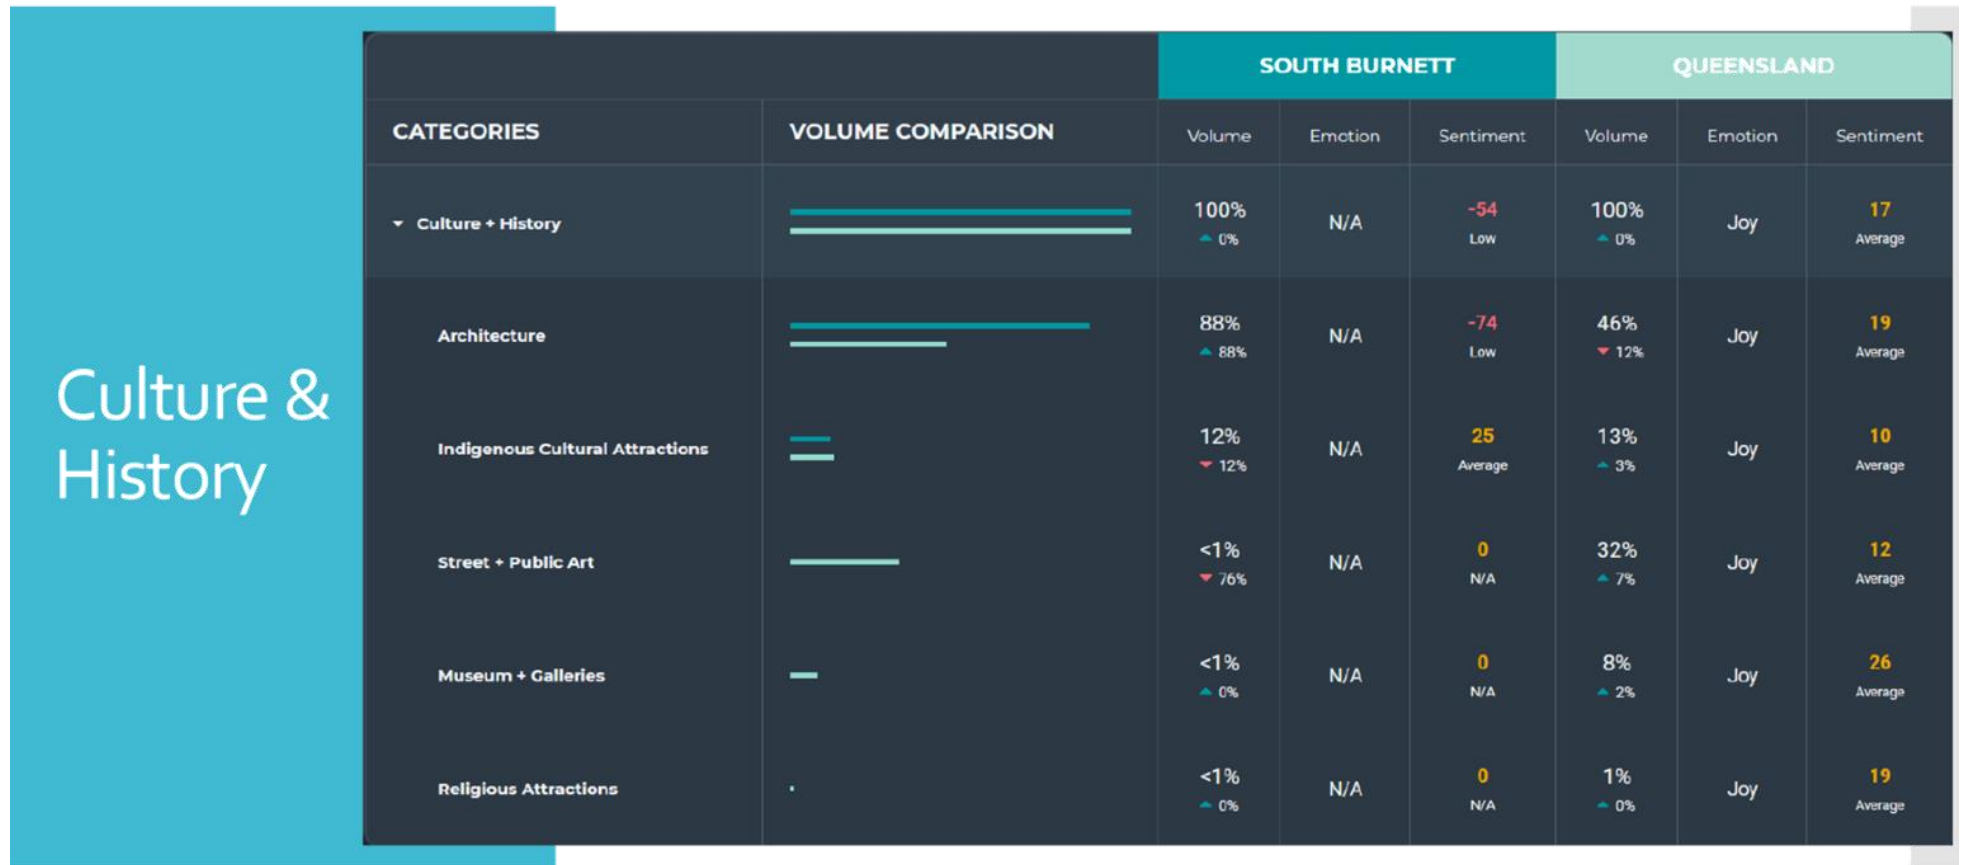 Culture &
History
SOUTH BURNETT QUEENSLAND
CATEGORIES VOLUME COMPARISON Volume Emotion Sentiment Volume Emotion Sentiment
Culture + History 100% N/A -54 100% Joy 17
0% Low 0% Average
Architecture 88% N/A -74 46% Joy 19
88% Low 12% Average
Indigenous Cultural Attractions 12% N/A 25 13% Joy 10
12% Average 3% Average
Street + Public Art <1% N/A 0 32% Joy 12
76% N/A 7% Average
Museum + Galleries <1% N/A 0 8% Joy 26
0% N/A 2% Average
Religious Attractions <1% N/A 0 1% Joy 19
0% N/A 0% Average